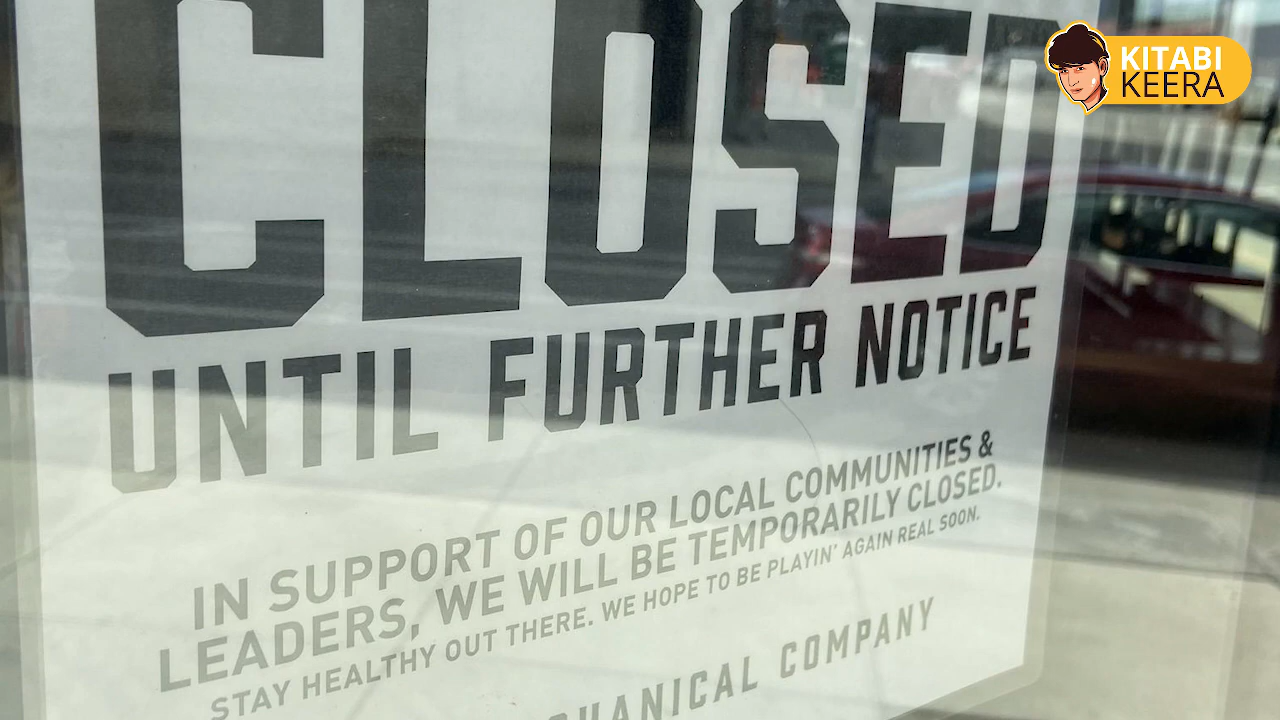 CLOSED
UNTIL FURTHER NOTICE
IN SUPPORT OF OUR LOCAL COMMUNITIES &
LEADERS, WE WILL BE TEMPORARILY CLOSED.
STAY HEALTHY OUT THERE. WE HOPE TO BE PLAYIN' AGAIN REAL SOON.
COMPANY
KITABI
KEERA